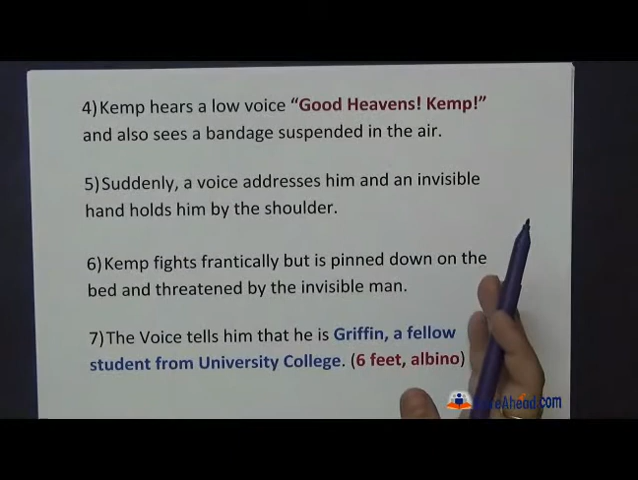 4) Kemp hears a low voice “Good Heavens! Kemp!”
and also sees a bandage suspended in the air.
5) Suddenly, a voice addresses him and an invisible
hand holds him by the shoulder.
6) Kemp fights frantically but is pinned down on the
bed and threatened by the invisible man.
7) The Voice tells him that he is Griffin, a fellow
student from University College. (6 feet, albino)